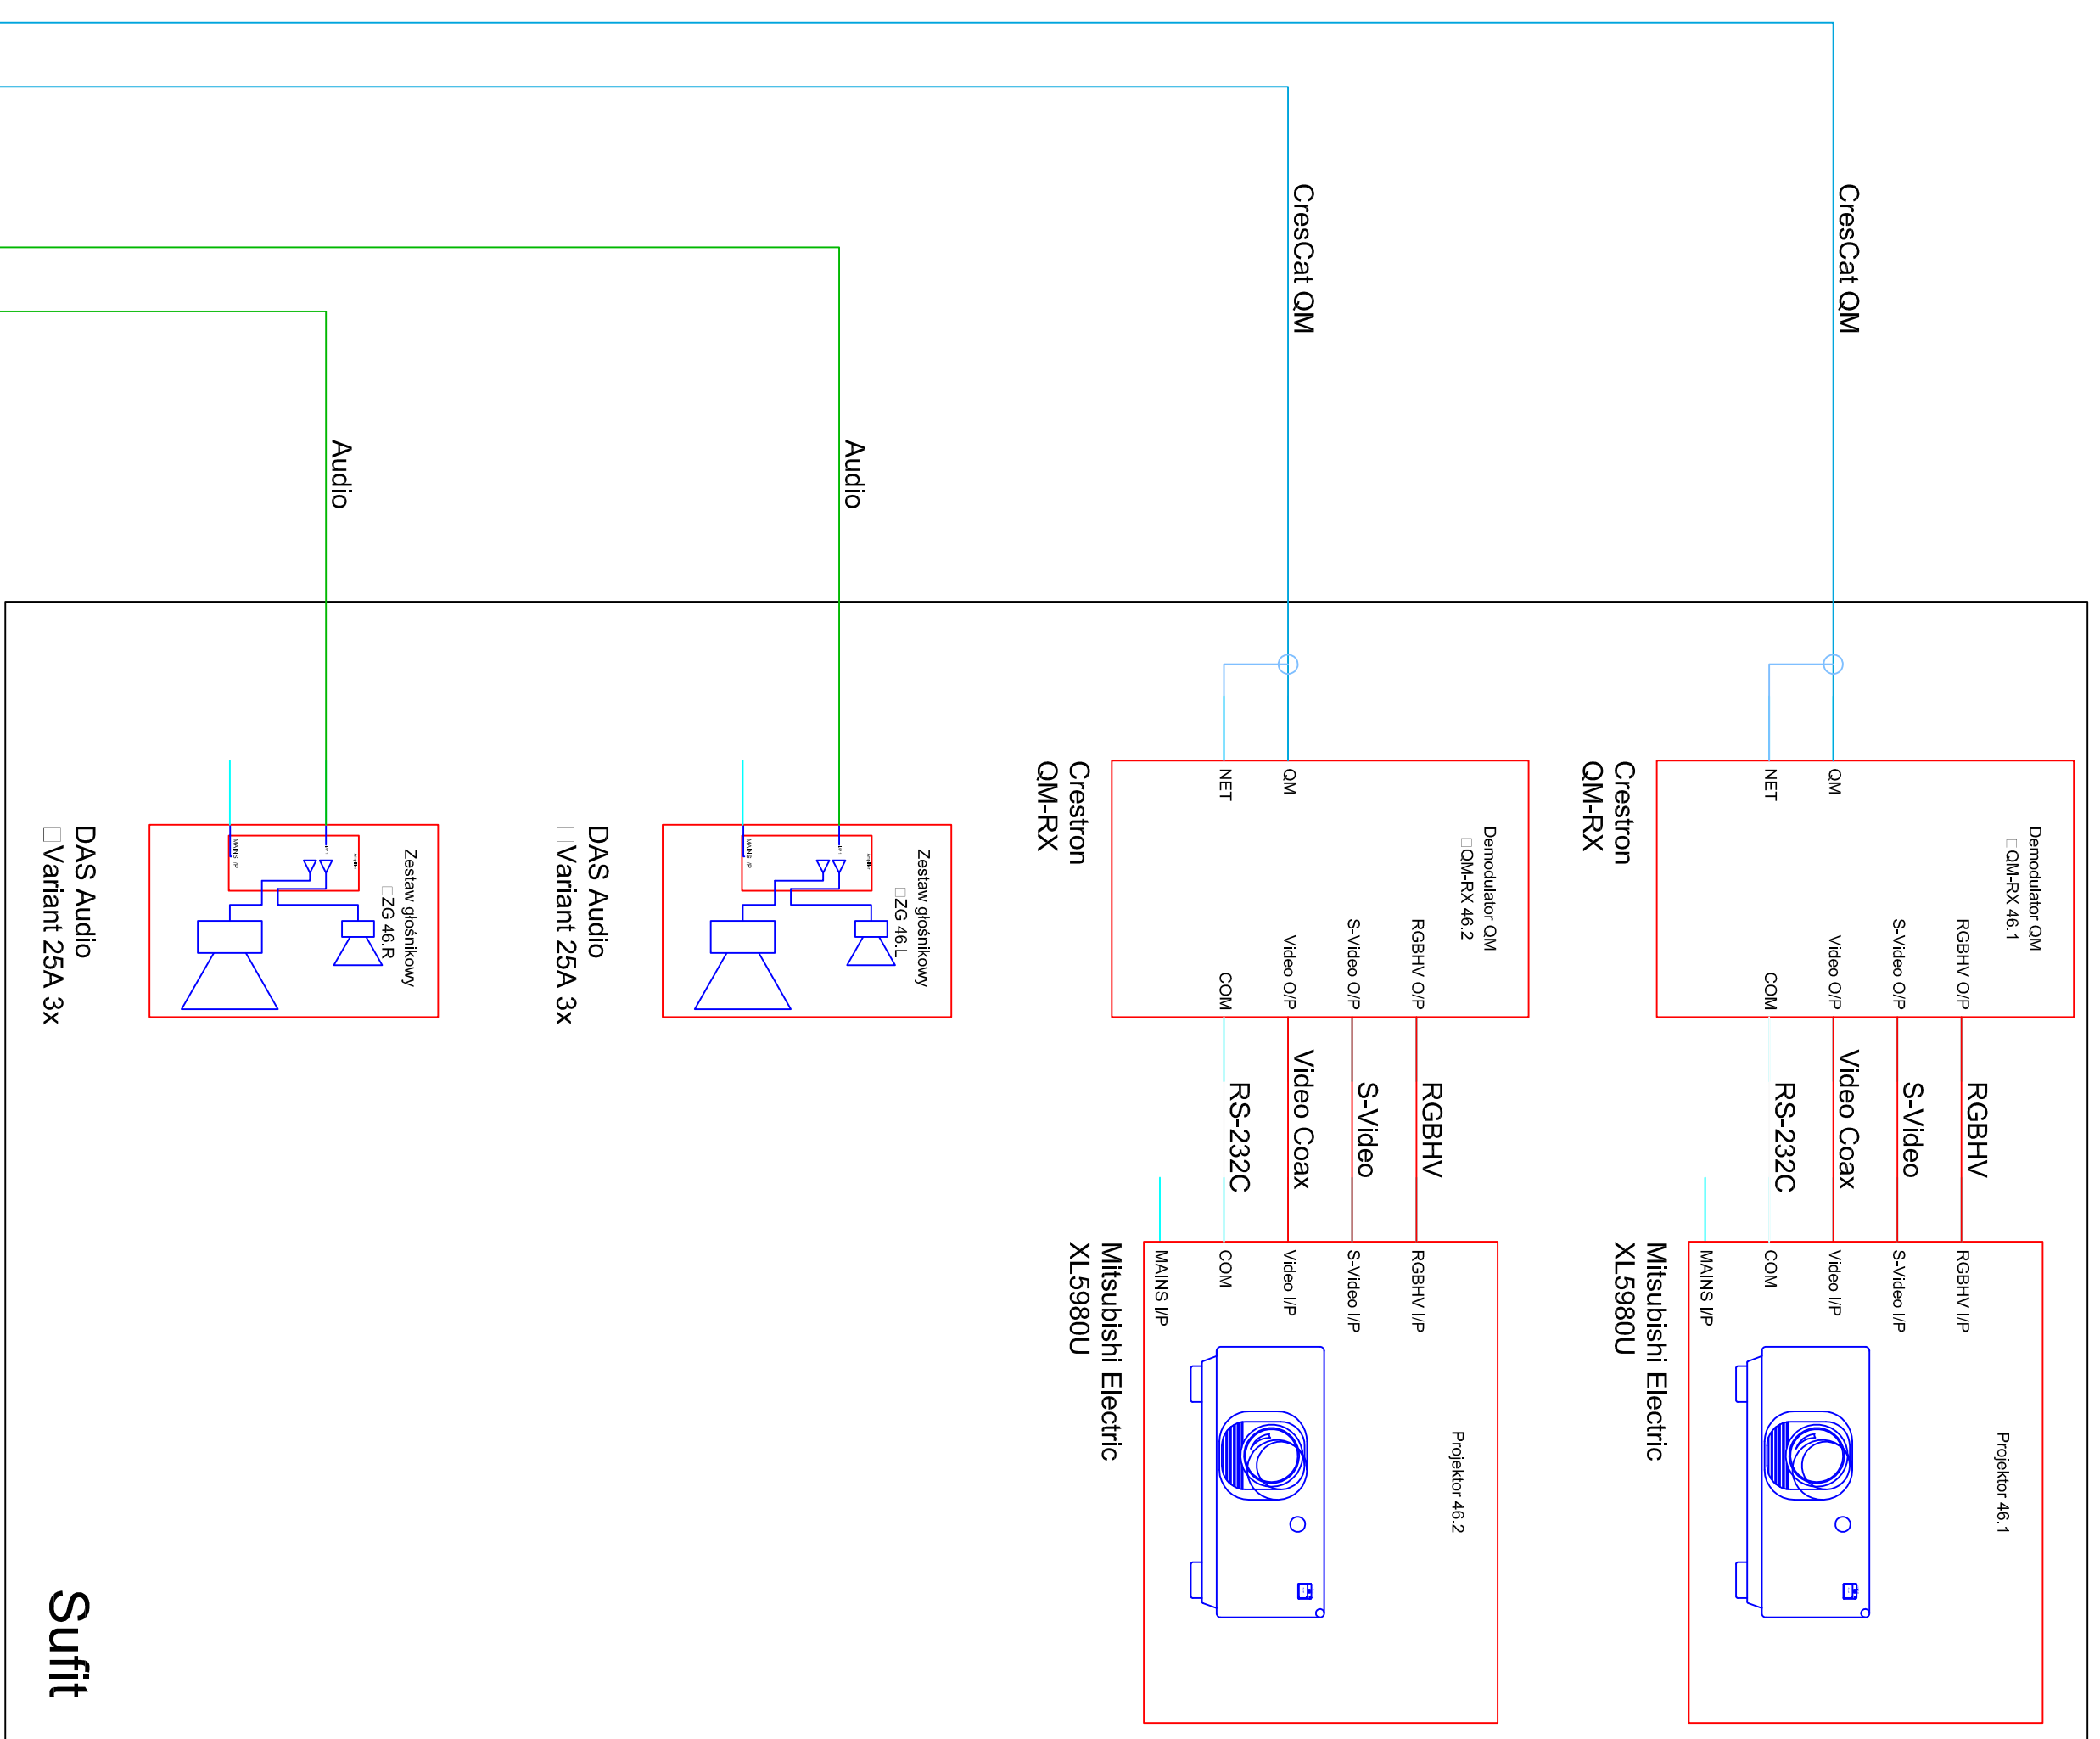 CresCat QM
CresCat QM
Audio
Audio
Demodulator QM
QM-RX 46.1
QM
NET
RGBHV O/P
S-Video O/P
Video O/P
COM
Crestron
QM-RX
Demodulator QM
QM-RX 46.2
QM
NET
RGBHV O/P
S-Video O/P
Video O/P
COM
Crestron
QM-RX
Zestaw głośnikowy
ZG 46.L
MAINS I/P
DAS Audio
Variant 25A 3x
Zestaw głośnikowy
ZG 46.R
MAINS I/P
DAS Audio
Variant 25A 3x
RGBHV
S-Video
Video Coax
RS-232C
RGBHV
S-Video
Video Coax
RS-232C
RGBHV I/P
S-Video I/P
Video I/P
COM
MAINS I/P
Projektor 46.1
Mitsubishi Electric
XL5980U
RGBHV I/P
S-Video I/P
Video I/P
COM
MAINS I/P
Projektor 46.2
Mitsubishi Electric
XL5980U
Sufit